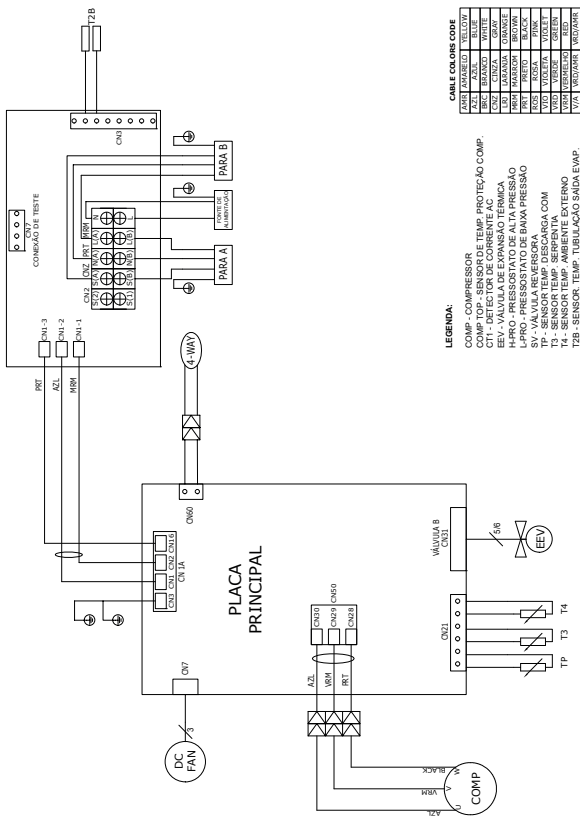 T2B
CN3
CN7
CONEXÃO DE TESTE
CN2
S(2) S(A) N(A) L(A) N
S(1) S(B) N(B) L(B) L
CNZ PRT MRM
PARA B
FONTE DE
ALIMENTAÇÃO
PARA A
CN1-3
CN1-2
CN1-1
PRT
AZL
MRM
4-WAY
CN60
CN3 CN1 CN2 CN16
CN 1A
PLACA
PRINCIPAL
CN7
3
DC
FAN
CN50
CN30
CN29
CN28
AZL
VRM
PRT
AZL
VRM
BLACK
U
V
W
COMP
VÁLVULA B
CN31
5/6
EEV
CN21
TP
T3
T4
LEGENDA:
COMP - COMPRESSOR
COMP. TOP - SENSOR DE TEMP. PROTEÇÃO COMP.
CT1 - DETECTOR DE CORRENTE AC
EEV - VÁLVULA DE EXPANSÃO TÉRMICA
H-PRO - PRESSOSTATO DE ALTA PRESSÃO
L-PRO - PRESSOSTATO DE BAIXA PRESSÃO
SV - VÁLVULA REVERSORA
TP - SENSOR TEMP. DESCARGA COM
T3 - SENSOR TEMP. SERPENTIA
T4 - SENSOR TEMP. AMBIENTE EXTERNO
T2B - SENSOR. TEMP. TUBULAÇÃO SAÍDA EVAP.
CABLE COLORS CODE
AMR AMARELO YELLOW
AZL AZUL BLUE
BRC BRANCO WHITE
CNZ CINZA GRAY
LRJ LARANJA ORANGE
MRM MARROM BROWN
PRT PRETO BLACK
ROS ROSA PINK
VIO VIOLETA VIOLET
VRD VERDE GREEN
VRM VERMELHO RED
V/A VRD/AMR VRD/AMR